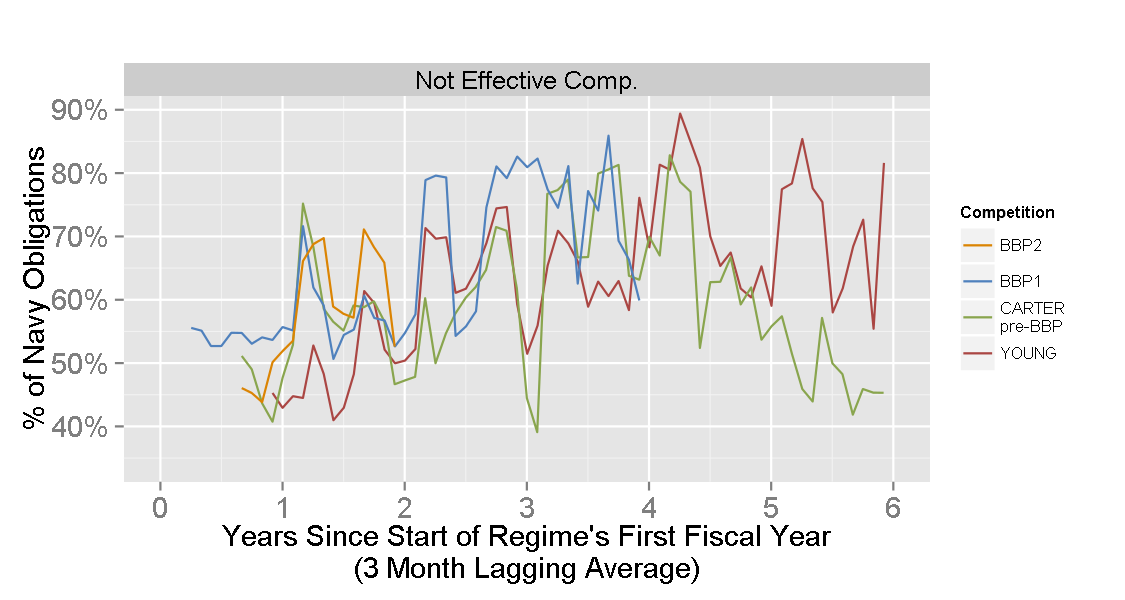 Not Effective Comp.
90%
80%
70%
60%
50%
40%
% of Navy Obligations
0 1 2 3 4 5 6
Years Since Start of Regime's First Fiscal Year
(3 Month Lagging Average)
Competition
BBP2
BBP1
CARTER
pre-BBP
YOUNG